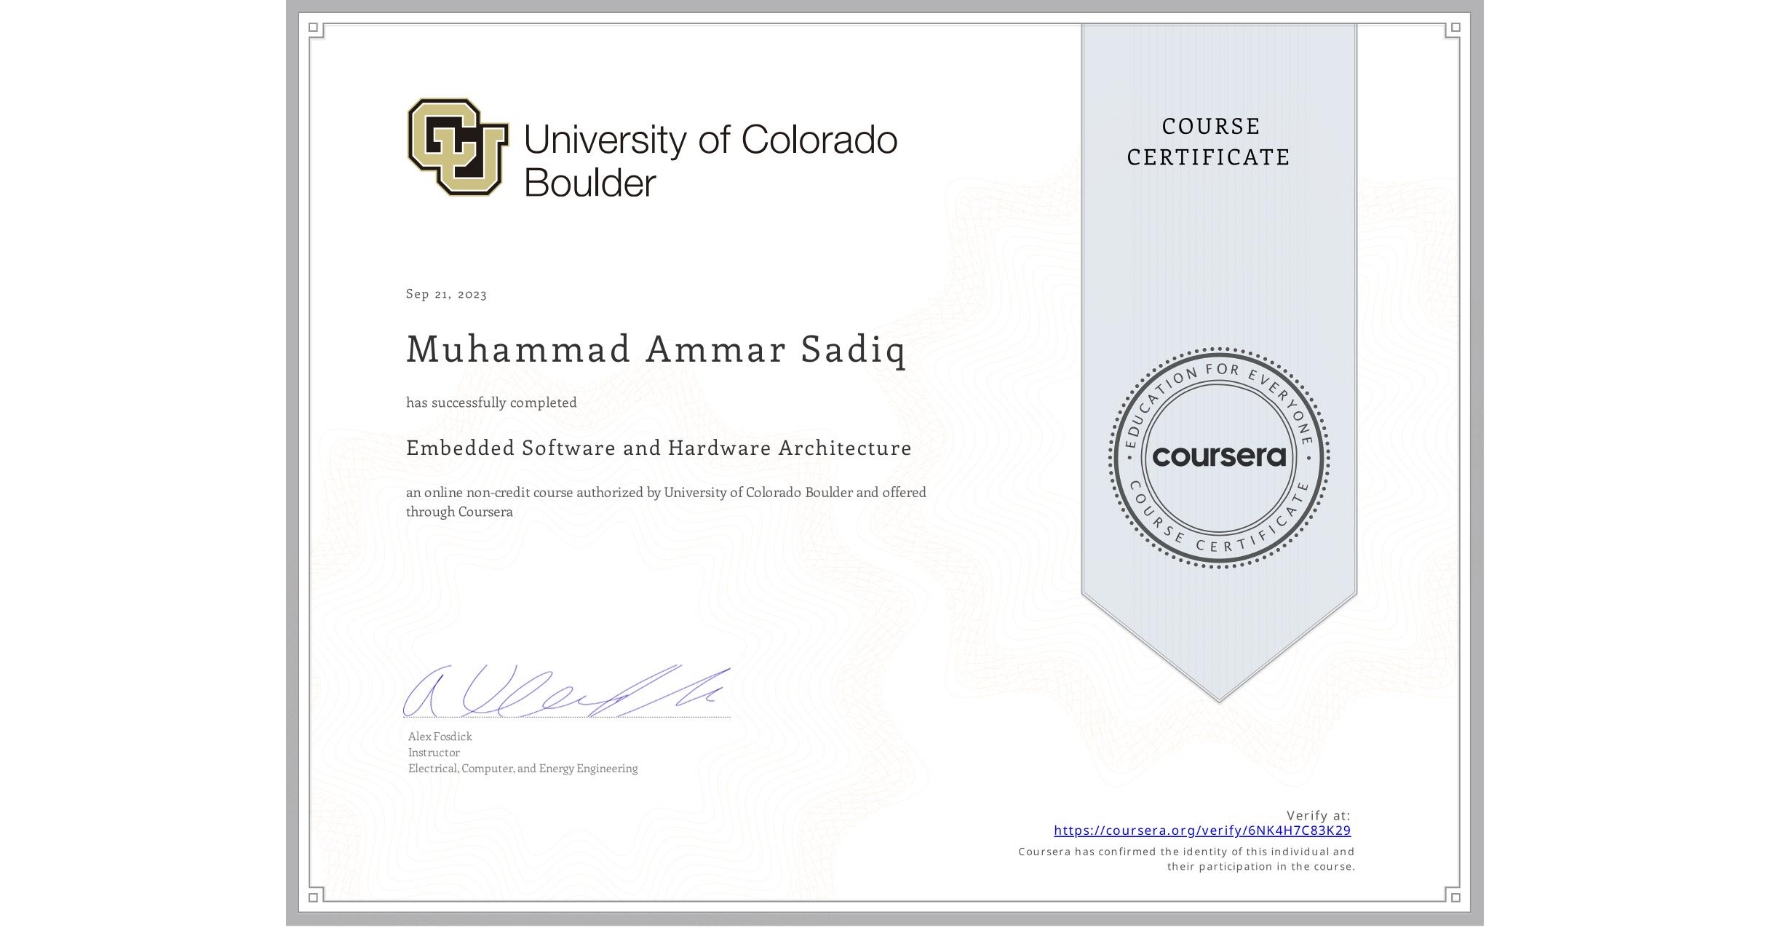 CU University of Colorado
Boulder
COURSE
CERTIFICATE
Sep 21, 2023
Muhammad Ammar Sadiq
has successfully completed
Embedded Software and Hardware Architecture
an online non-credit course authorized by University of Colorado Boulder and offered
through Coursera
EDUCATION FOR EVERYONE
coursera
COURSE CERTIFICATE
Alex Fosdick
Instructor
Electrical, Computer, and Energy Engineering
Verify at:
https://coursera.org/verify/6NK4H7C83K29
Coursera has confirmed the identity of this individual and
their participation in the course.